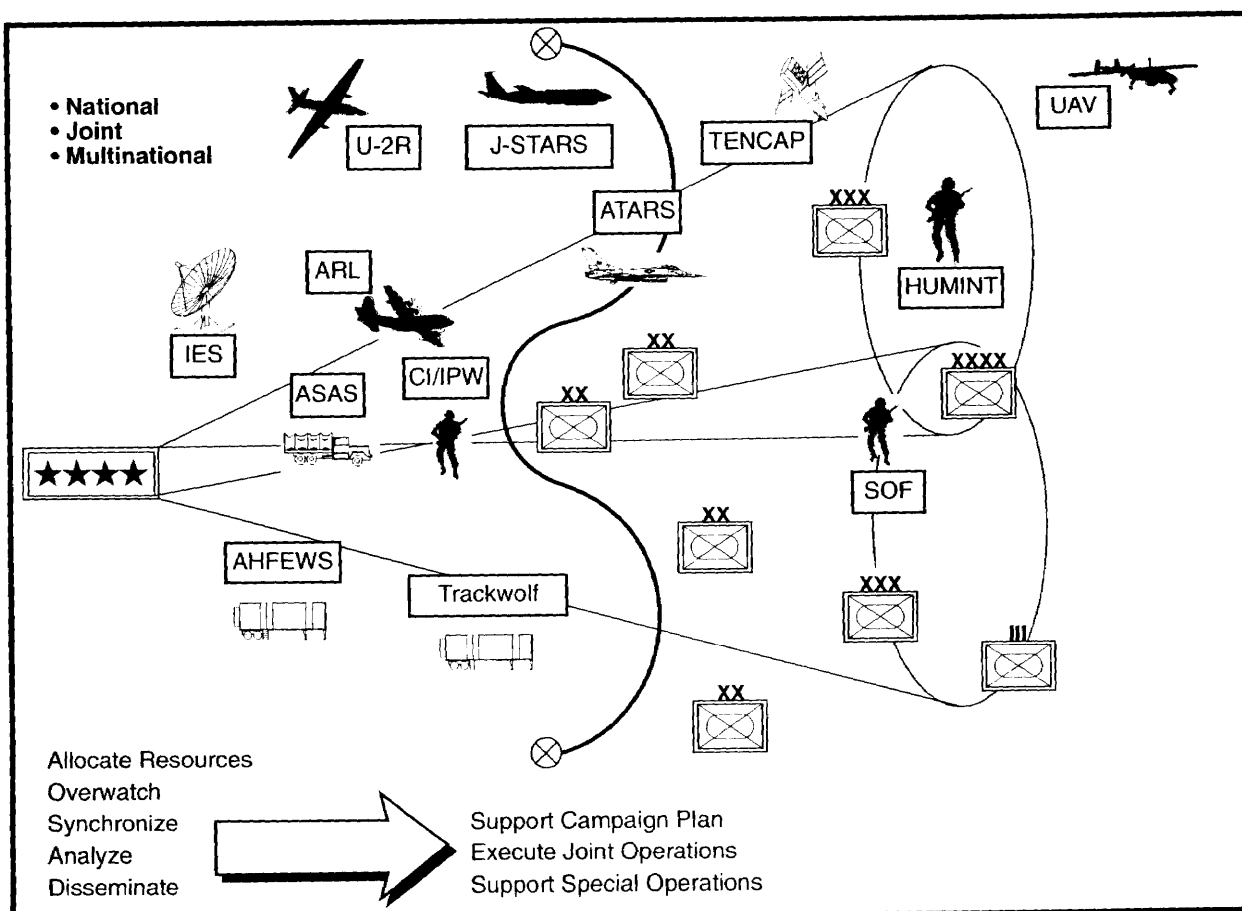 • National
• Joint
• Multinational
U-2R
J-STARS
TENCAP
UAV
ATARS
XXX
HUMINT
ARL
IES
XX
XXXX
CI/IPW
ASAS
XX
SOF
XX
AHFEWS
Trackwolf
XXX
III
XX
Allocate Resources
Overwatch
Synchronize
Analyze
Disseminate
Support Campaign Plan
Execute Joint Operations
Support Special Operations